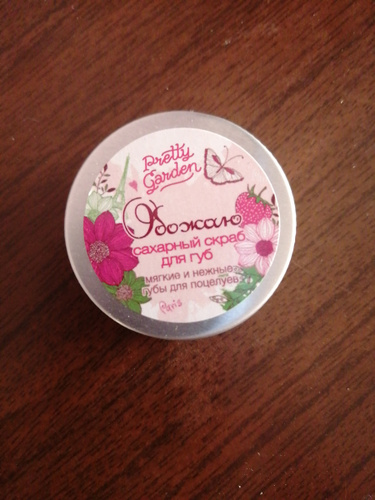 Pretty
Garden
Обожаю
сахарный скраб
для губ
мягкие и нежные
губы для поцелуев
Paris